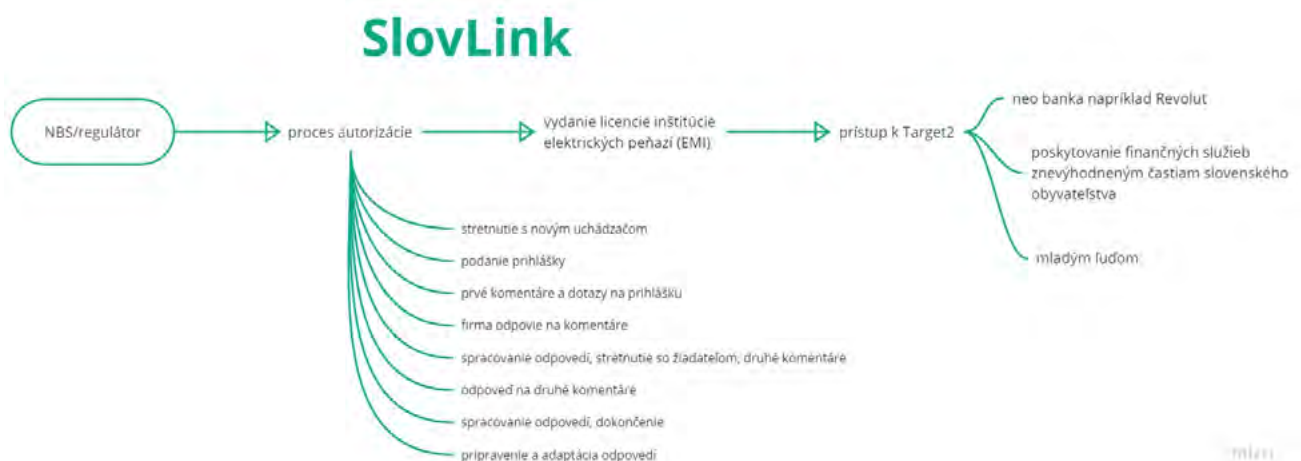 SlovLink
NBS/regulátor
proces autorizácie
vydanie licencie inštitúcie
elektrických peňazí (EMI)
prístup k Target2
neo banka napríklad Revolut
poskytovanie finančných služieb
znevýhodneným častiam slovenského
obyvateľstva
mladým ľuďom
stretnutie s novým uchádzačom
podanie prihlášky
prvé komentáre a dotazy na prihlášku
firma odpovie na komentáre
spracovanie odpovedí, stretnutie so žiadateľom, druhé komentáre
odpoveď na druhé komentáre
spracovanie odpovedí, dokončenie
pripravenie a adaptácia odpovedí
miro